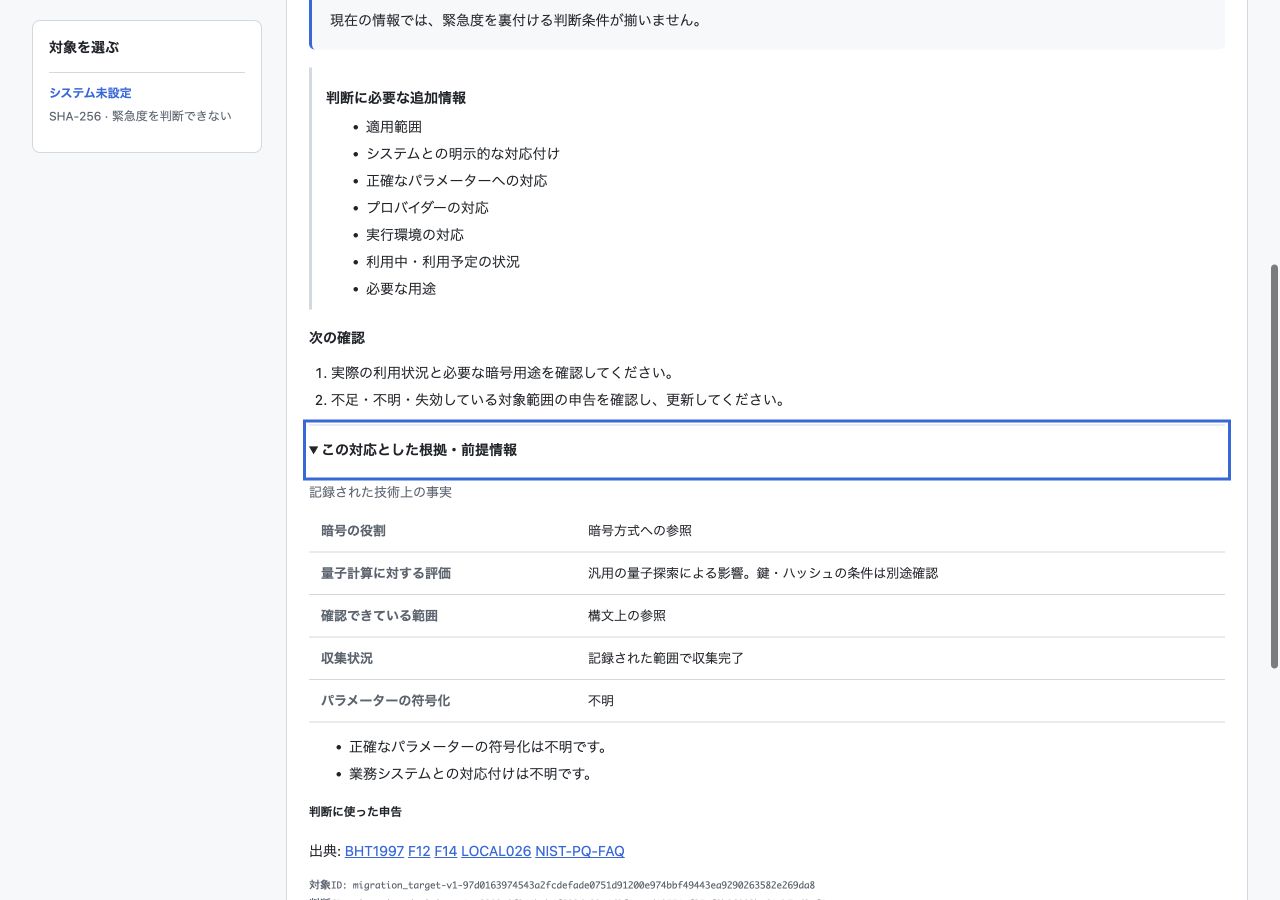 現在の情報では、緊急度を裏付ける判断条件が揃いません。
対象を選ぶ
システム未設定
SHA-256 · 緊急度を判断できない
判断に必要な追加情報
• 適用範囲
• システムとの明示的な対応付け
• 正確なパラメーターへの対応
• プロバイダーの対応
• 実行環境の対応
• 利用中・利用予定の状況
• 必要な用途
次の確認
1. 実際の利用状況と必要な暗号用途を確認してください。
2. 不足・不明・失効している対象範囲の申告を確認し、更新してください。
▼この対応とした根拠・前提情報
記録された技術上の事実
暗号の役割 暗号方式への参照
量子計算に対する評価 汎用の量子探索による影響。鍵・ハッシュの条件は別途確認
確認できている範囲 構文上の参照
収集状況 記録された範囲で収集完了
パラメーターの符号化 不明
• 正確なパラメーターの符号化は不明です。
• 業務システムとの対応付けは不明です。
判断に使った申告
出典: BHT1997 F12 F14 LOCAL026 NIST-PQ-FAQ
対象ID: migration_target-v1-97d0163974543a2fcdefade0751d91200e974bbf49443ea9290263582e269da8